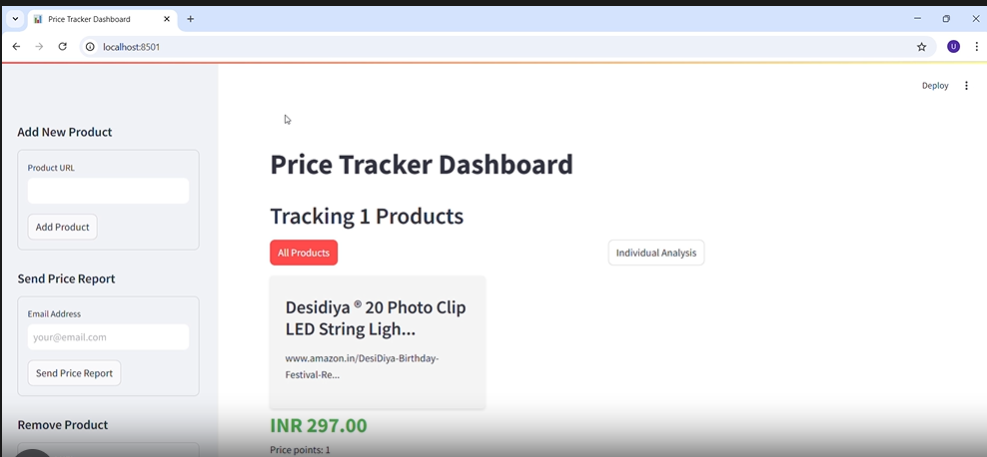 Price Tracker Dashboard
localhost:8501
U
Deploy
Add New Product
Product URL
Add Product
Send Price Report
Email Address
your@email.com
Send Price Report
Remove Product
Price Tracker Dashboard
Tracking 1 Products
All Products
Individual Analysis
Desidiya ® 20 Photo Clip
LED String Ligh...
www.amazon.in/DesiDiya-Birthday-
Festival-Re...
INR 297.00
Price points: 1